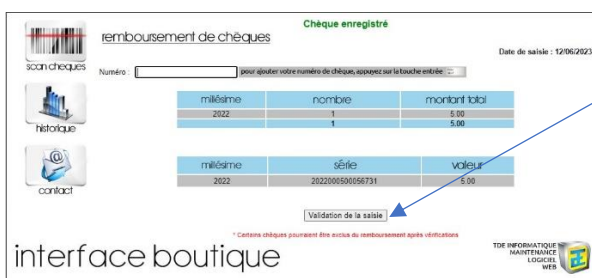 Chèque enregistré
remboursement de chèques
Date de saisie : 12/06/2023
scan cheques
Numéro :
pour ajouter votre numéro de chèque, appuyez sur la touche entrée
millésime nombre montant total
2022 1 5.00
1 5.00
historique
millésime série valeur
2022 2022000500056731 5.00
contact
Validation de la saisie
* Certains chèques pourraient être exclus du remboursement après vérifications
interface boutique
TDE INFORMATIQUE
MAINTENANCE
LOGICIEL
WEB